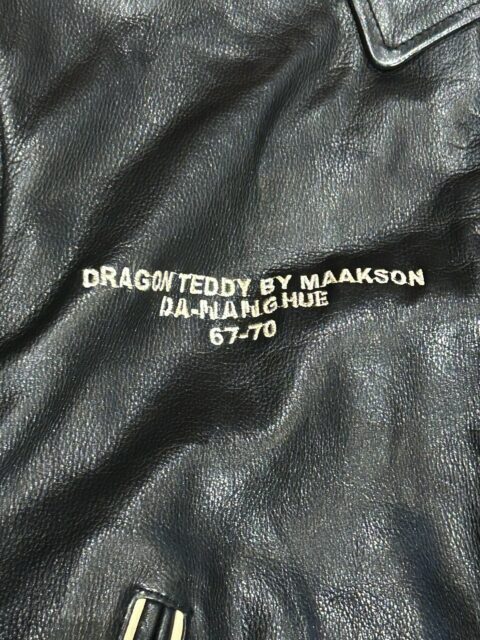 DRAGON TEDDY BY MAAKSON
DA-NANG HUE
67-70